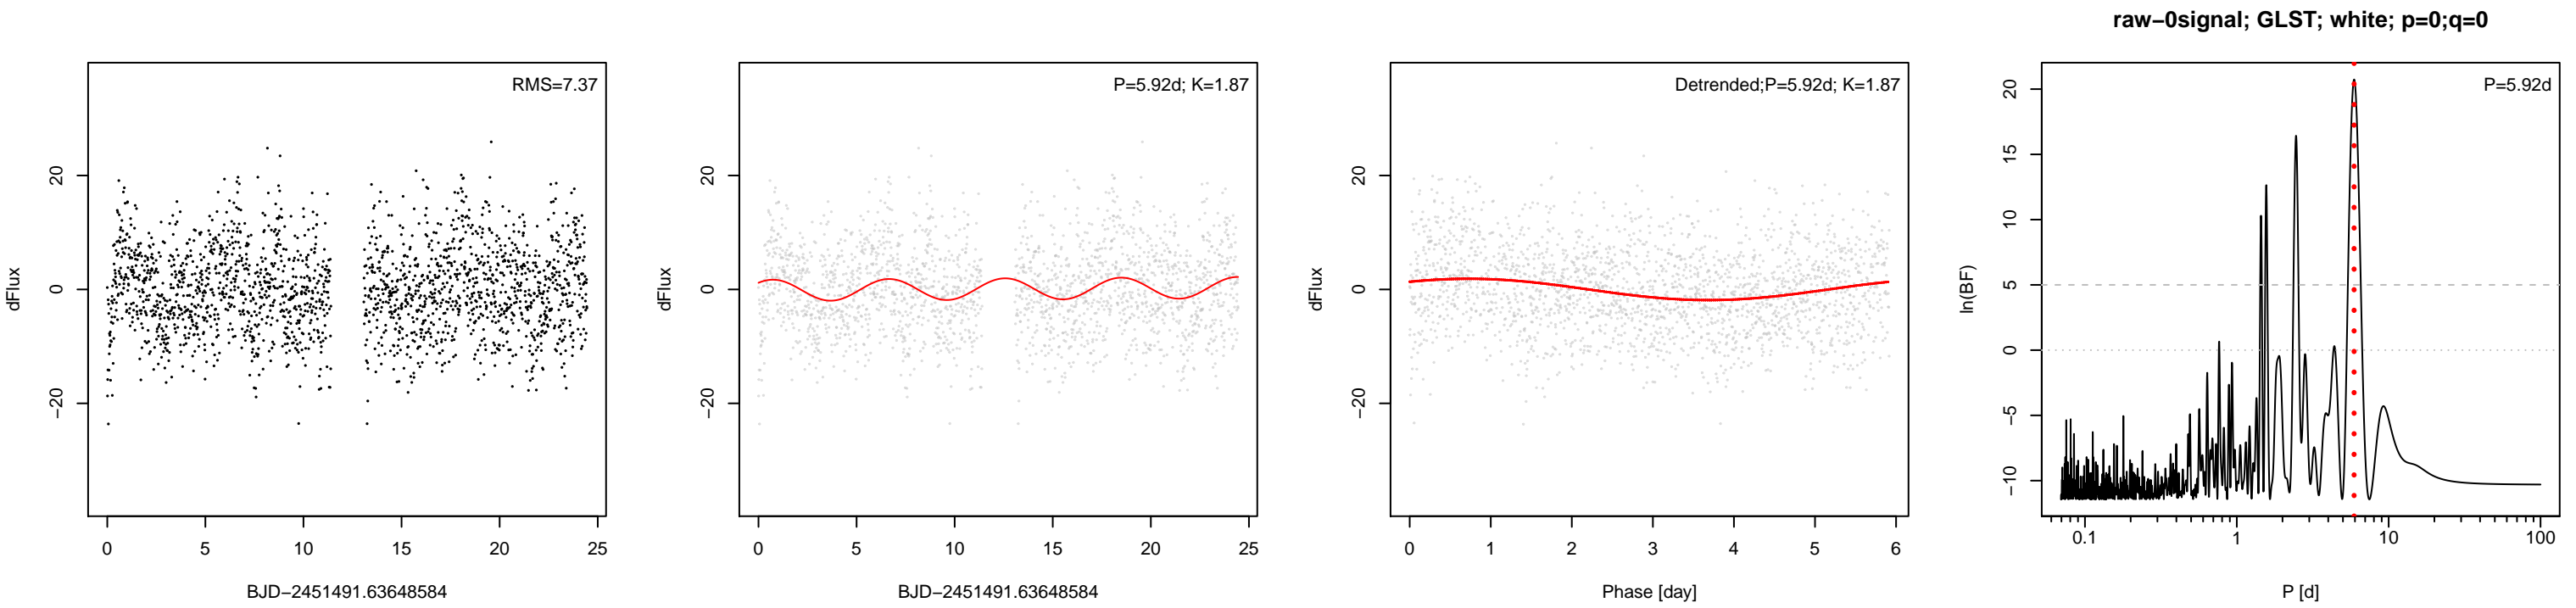 raw−0signal; GLST; white; p=0;q=0
RMS=7.37
dFlux
20
0
−20
0 5 10 15 20 25
BJD−2451491.63648584
P=5.92d; K=1.87
dFlux
20
0
−20
0 5 10 15 20 25
BJD−2451491.63648584
Detrended;P=5.92d; K=1.87
dFlux
20
0
−20
0 1 2 3 4 5 6
Phase [day]
P=5.92d
ln(BF)
20
15
10
5
0
−5
−10
0.1 1 10 100
P [d]